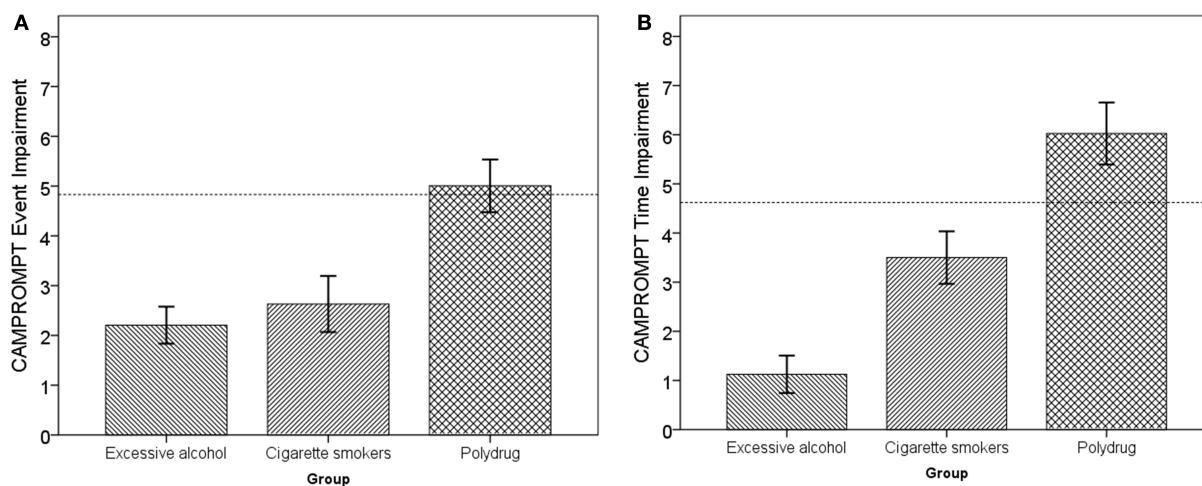 A
CAMPROMPT Event Impairment
8
7
6
5
4
3
2
1
0
Excessive alcohol Cigarette smokers Polydrug
Group
B
CAMPROMPT Time Impairment
8
7
6
5
4
3
2
1
0
Excessive alcohol Cigarette smokers Polydrug
Group